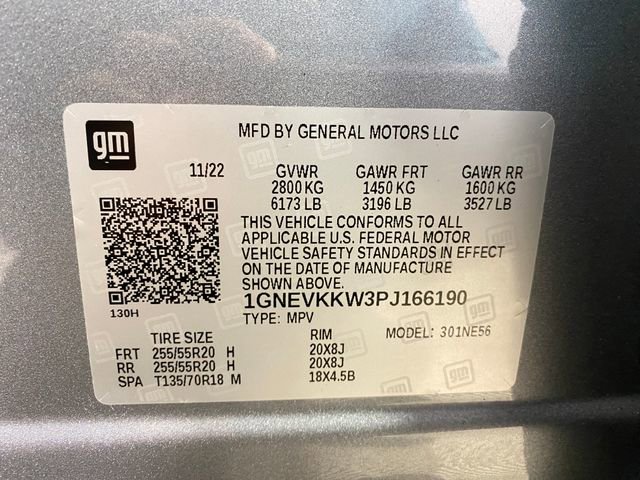 gm
MFD BY GENERAL MOTORS LLC
11/22 GVWR GAWR FRT GAWR RR
2800 KG 1450 KG 1600 KG
6173 LB 3196 LB 3527 LB
THIS VEHICLE CONFORMS TO ALL
APPLICABLE U.S. FEDERAL MOTOR
VEHICLE SAFETY STANDARDS IN EFFECT
ON THE DATE OF MANUFACTURE
SHOWN ABOVE.
1GNEVKKW3PJ166190
130H
TYPE: MPV MODEL: 301NE56
TIRE SIZE RIM
FRT 255/55R20 H 20X8J
RR 255/55R20 H 20X8J
SPA T135/70R18 M 18X4.5B